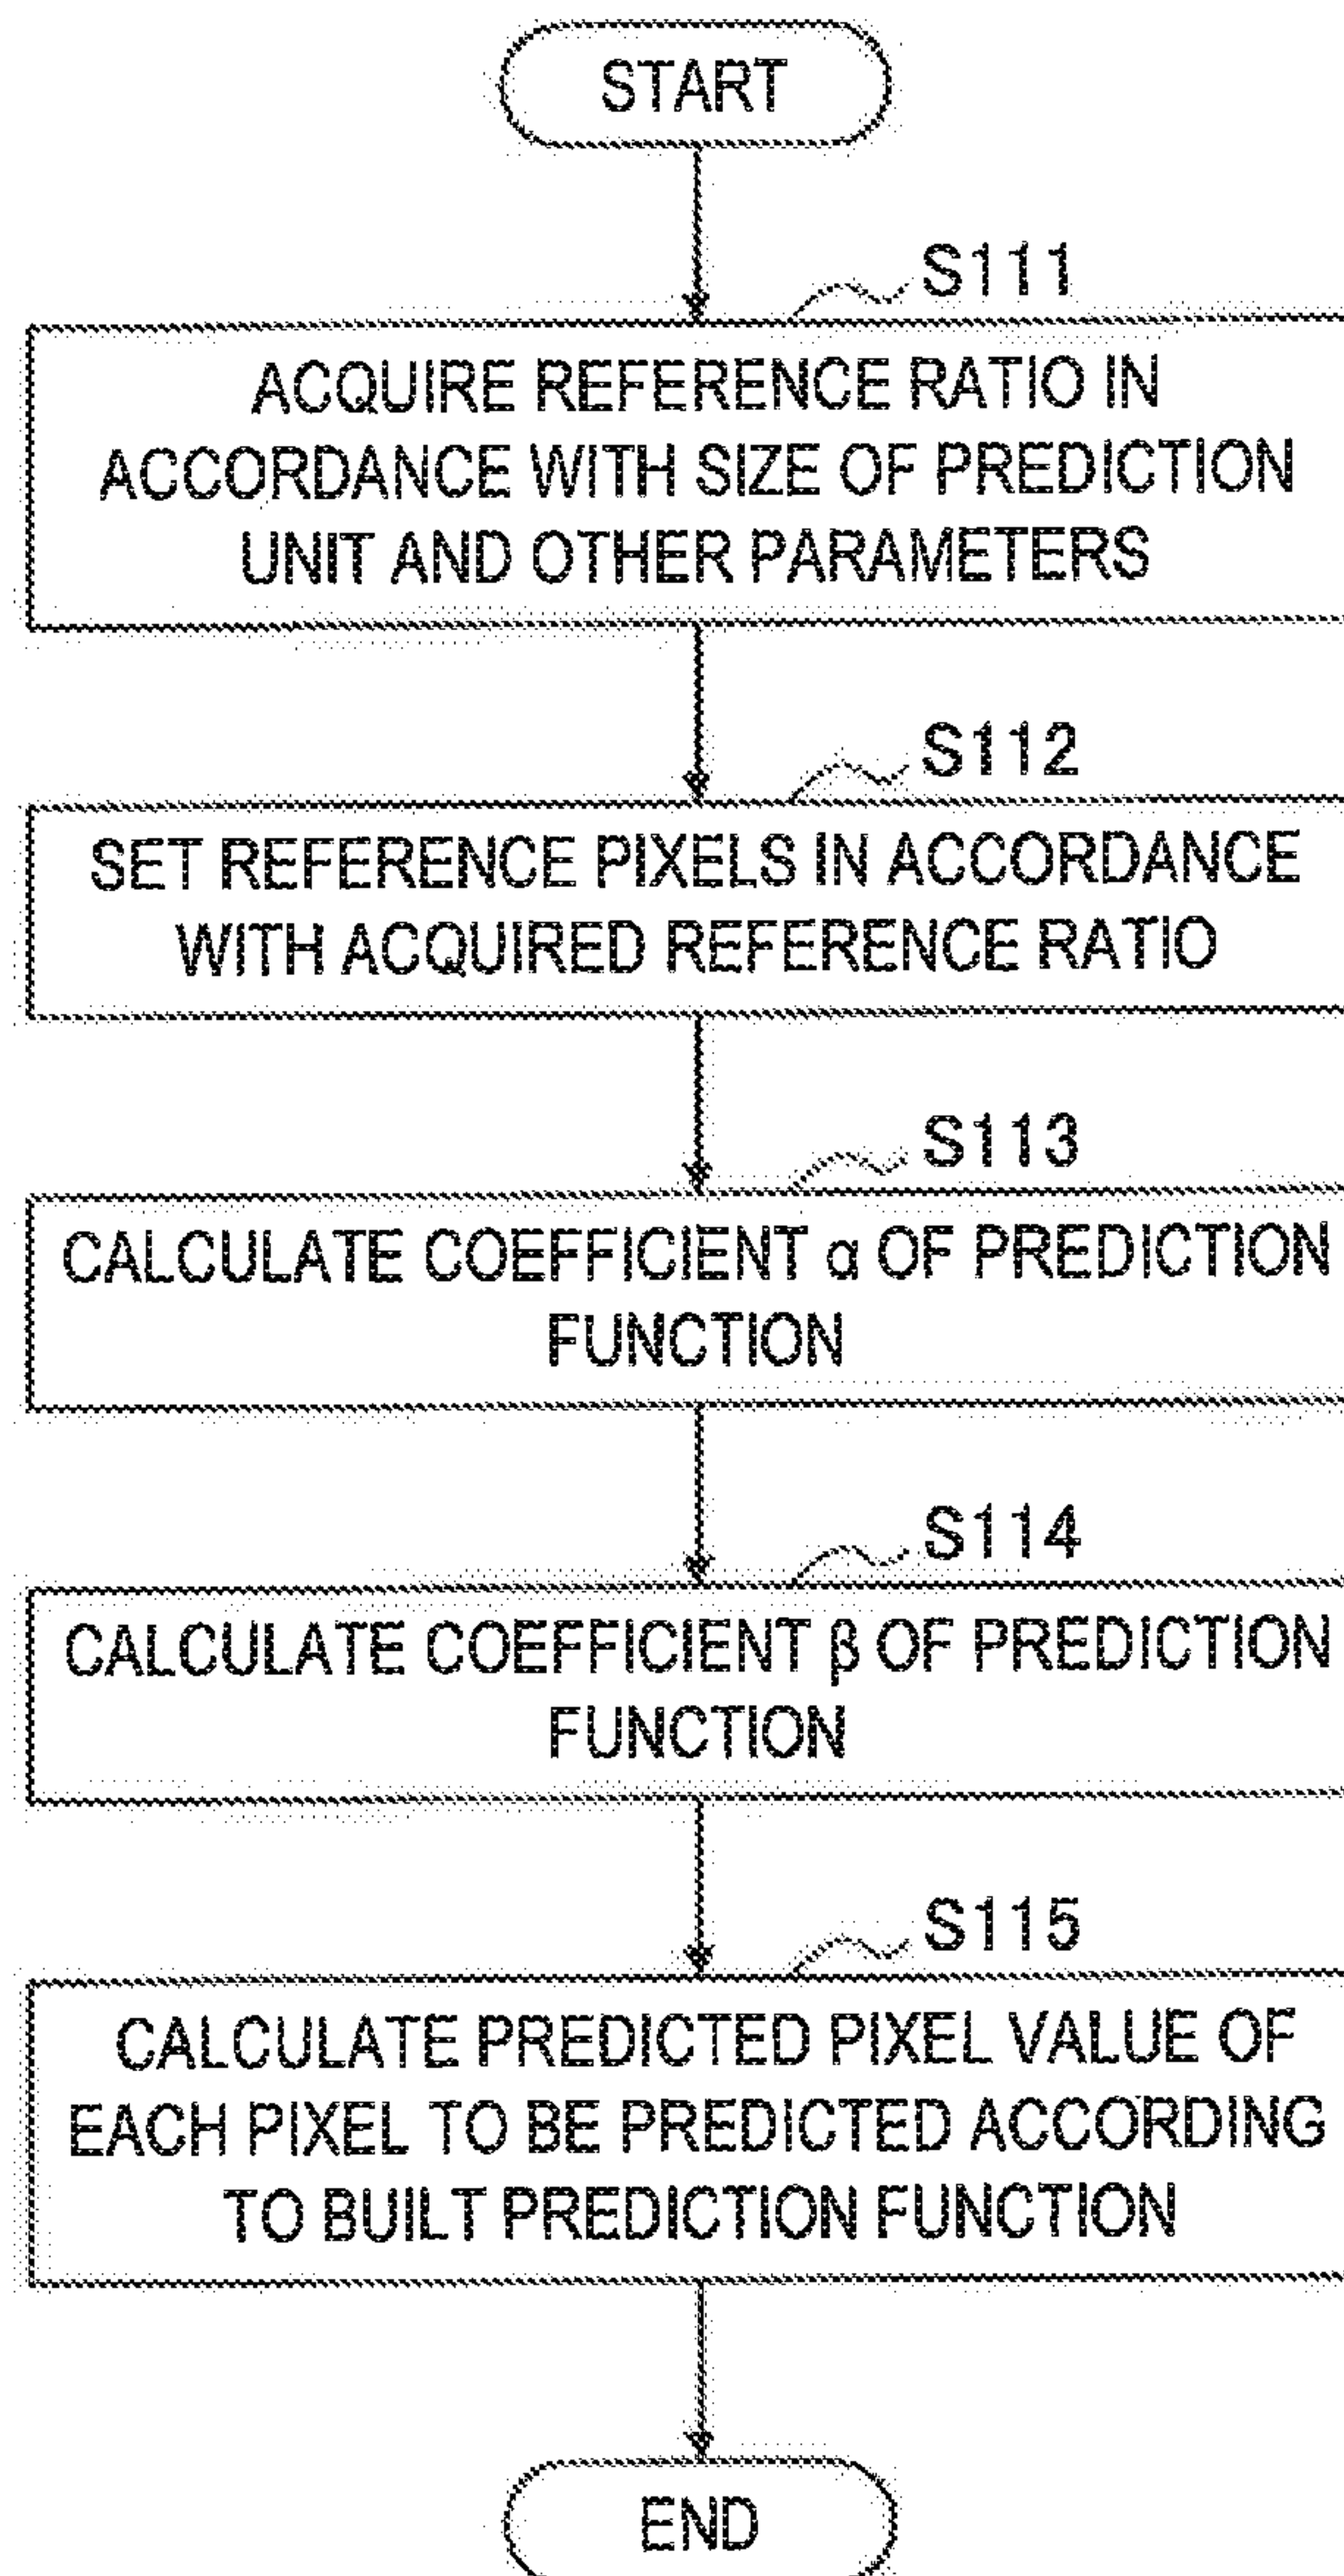 START
S111
ACQUIRE REFERENCE RATIO IN
ACCORDANCE WITH SIZE OF PREDICTION
UNIT AND OTHER PARAMETERS
S112
SET REFERENCE PIXELS IN ACCORDANCE
WITH ACQUIRED REFERENCE RATIO
S113
CALCULATE COEFFICIENT α OF PREDICTION
FUNCTION
S114
CALCULATE COEFFICIENT β OF PREDICTION
FUNCTION
S115
CALCULATE PREDICTED PIXEL VALUE OF
EACH PIXEL TO BE PREDICTED ACCORDING
TO BUILT PREDICTION FUNCTION
END